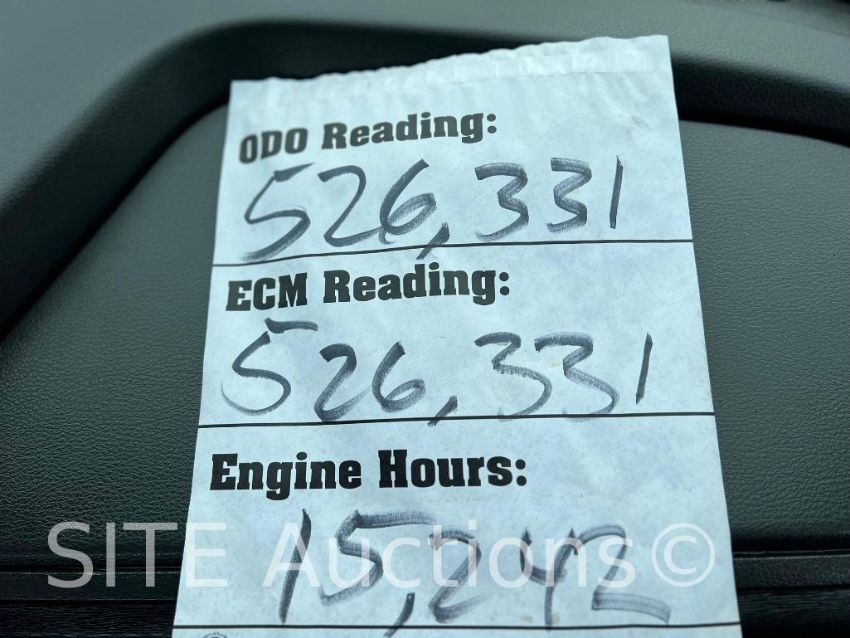 ODO Reading:
526,331
ECM Reading:
526,331
Engine Hours:
15,242
SITE Auctions©